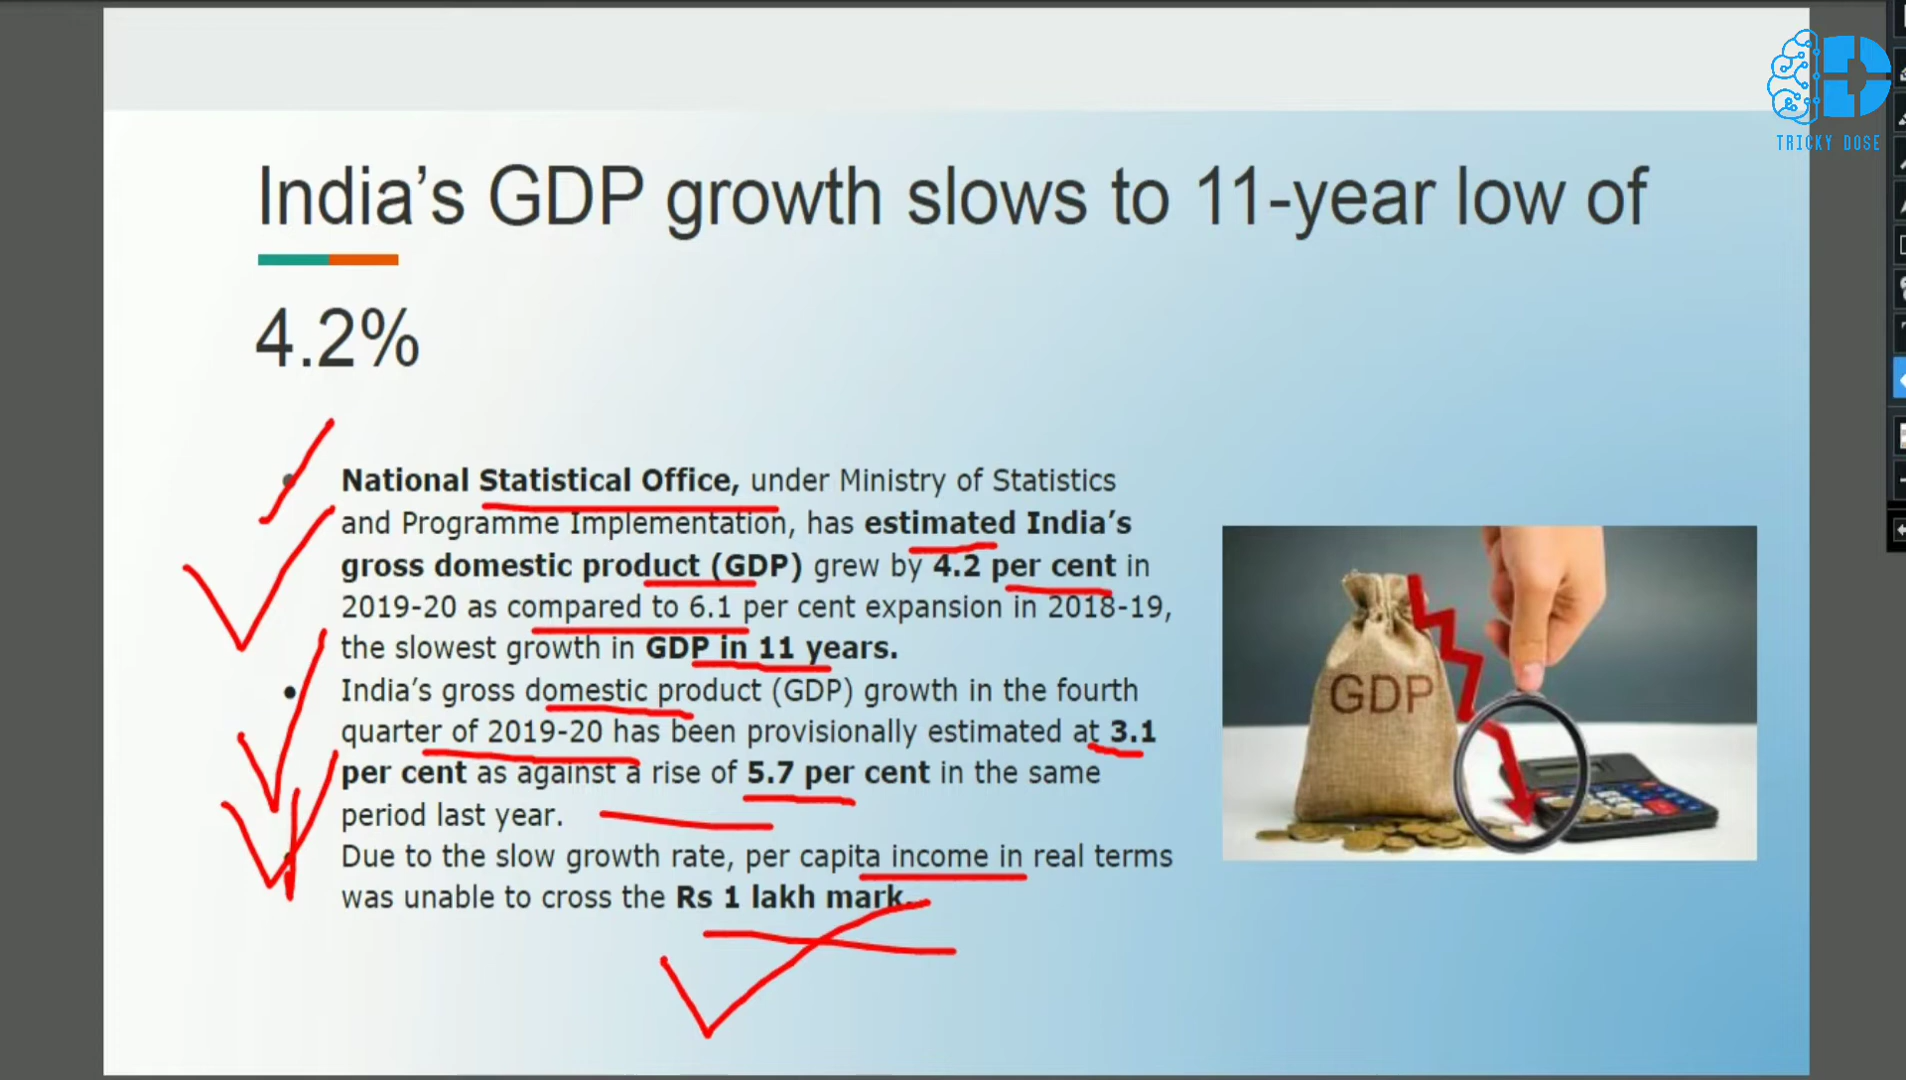 TRICKY DOSE
India’s GDP growth slows to 11-year low of
4.2%
National Statistical Office, under Ministry of Statistics
and Programme Implementation, has estimated India’s
gross domestic product (GDP) grew by 4.2 per cent in
2019-20 as compared to 6.1 per cent expansion in 2018-19,
the slowest growth in GDP in 11 years.
India’s gross domestic product (GDP) growth in the fourth
quarter of 2019-20 has been provisionally estimated at 3.1
per cent as against a rise of 5.7 per cent in the same
period last year.
Due to the slow growth rate, per capita income in real terms
was unable to cross the Rs 1 lakh mark.
GDP